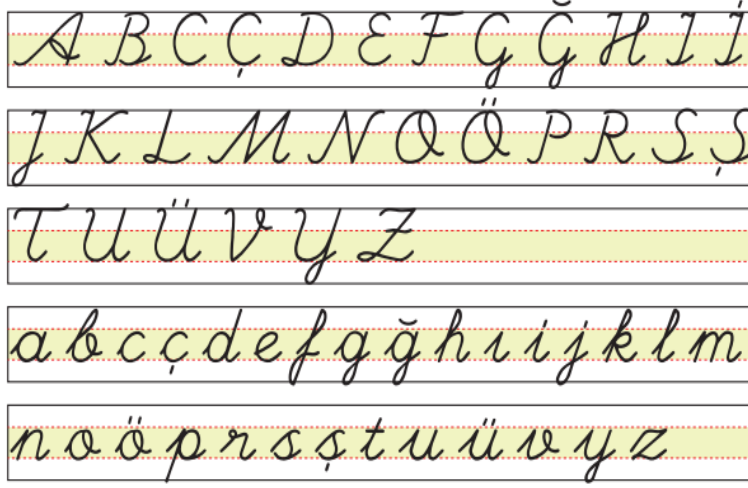 A B C Ç D E F G Ğ H I İ
J K L M N O Ö P R S Ş
T U Ü V Y Z
a b c ç d e f g ğ h ı i j k l m
n o ö p r s ş t u ü v y z